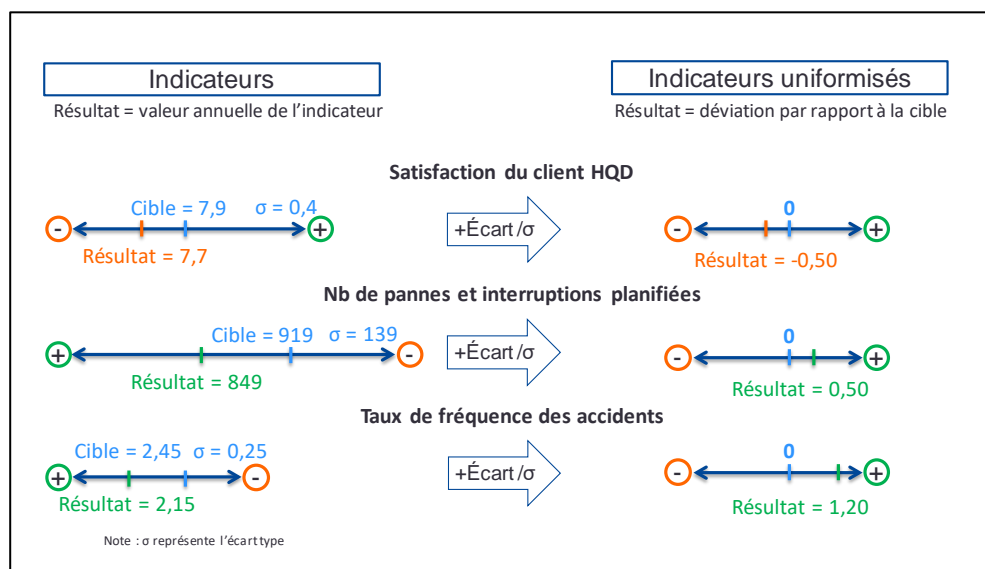 Indicateurs
Indicateurs uniformisés
Résultat = valeur annuelle de l'indicateur
Résultat = déviation par rapport à la cible
Satisfaction du client HQD
Cible = 7,9 σ = 0,4
0
- +
+Écart/σ
- +
Résultat = 7,7
Résultat = -0,50
Nb de pannes et interruptions planifiées
Cible = 919 σ = 139
0
+ -
+Écart/σ
- +
Résultat = 849
Résultat = 0,50
Taux de fréquence des accidents
Cible = 2,45 σ = 0,25
0
+ -
+Écart/σ
- +
Résultat = 2,15
Résultat = 1,20
Note : σ représente l'écart type